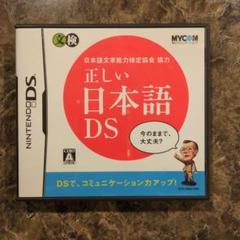 文検
MYCOM
日本語文章能力検定協会 協力
正しい
日本語
DS
今のままで、
大丈夫?
NINTENDO DS
A
DSで、コミュニケーション力アップ!